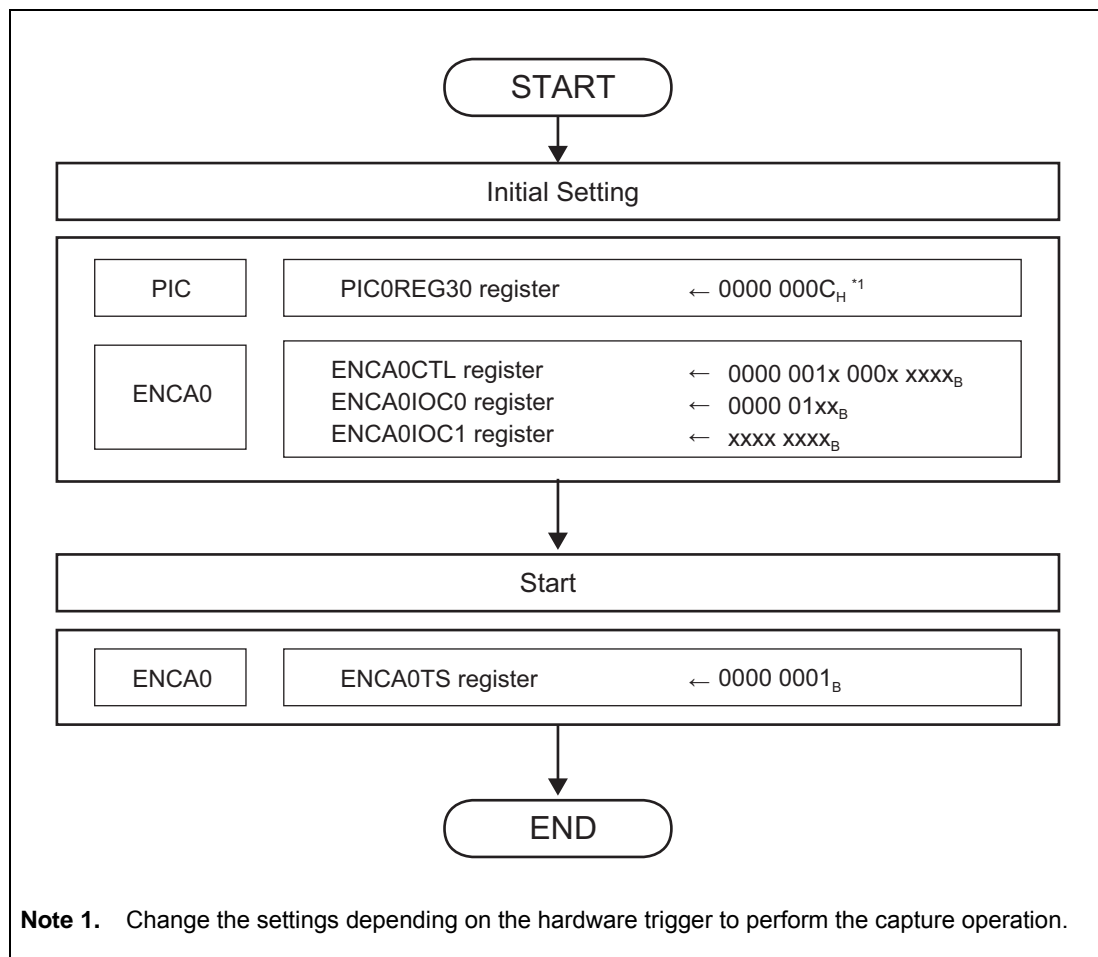 START
Initial Setting
PIC PIC0REG30 register ← 0000 000CH *1
ENCA0 ENCA0CTL register ← 0000 001x 000x xxxxB
ENCA0IOC0 register ← 0000 01xxB
ENCA0IOC1 register ← xxxx xxxxB
Start
ENCA0 ENCA0TS register ← 0000 0001B
END
Note 1. Change the settings depending on the hardware trigger to perform the capture operation.